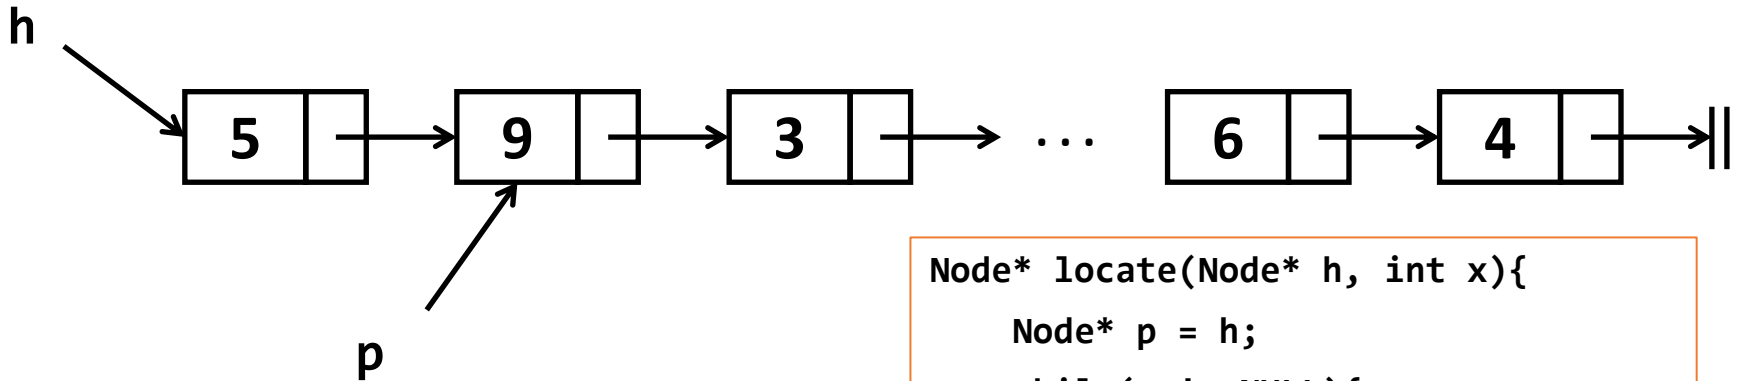 h
5 9 3 ... 6 4
p
Node* locate(Node* h, int x){
Node* p = h;